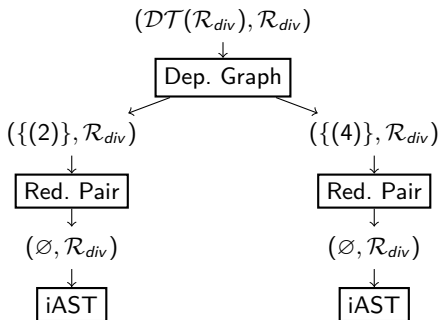 (𝒟𝒯(ℛ_div), ℛ_div)
Dep. Graph
({(2)}, ℛ_div) ({(4)}, ℛ_div)
Red. Pair Red. Pair
(∅, ℛ_div) (∅, ℛ_div)
iAST iAST